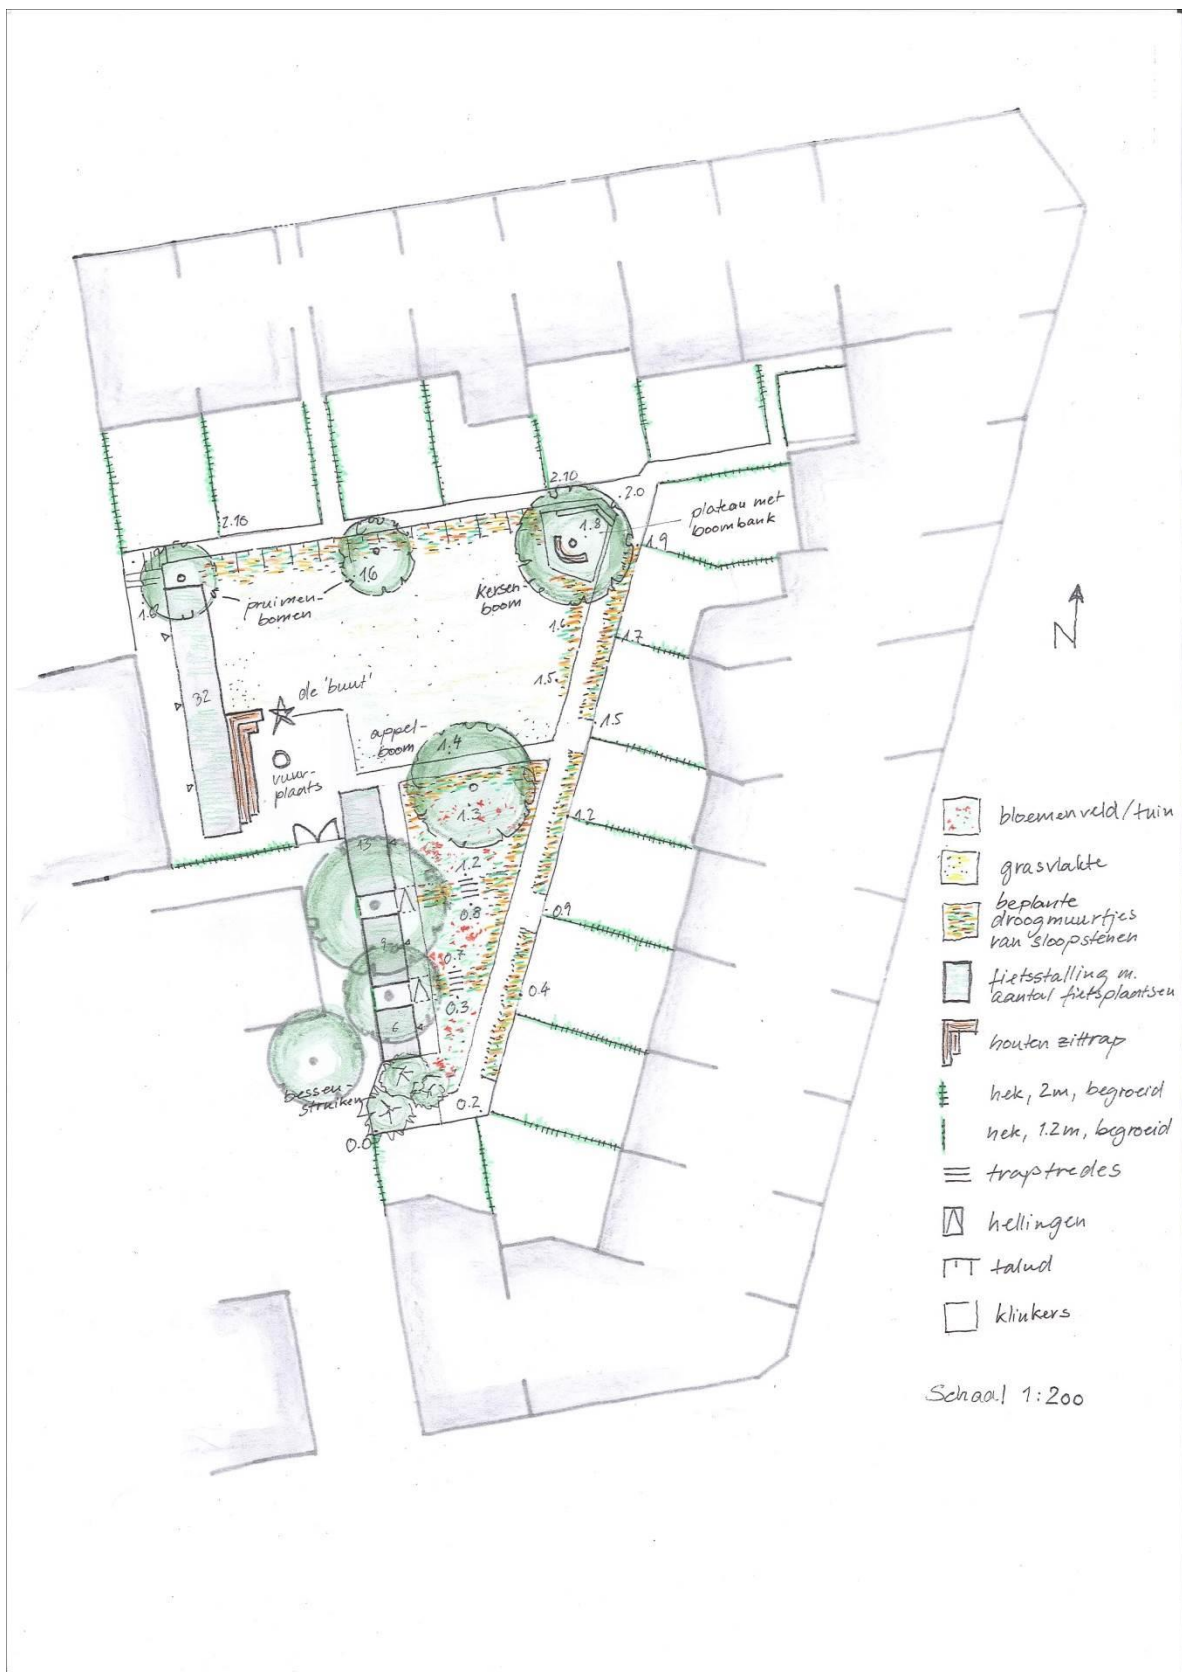 2.10
2.0
2.10
1.8
plateau met
boombank
1.9
16
pruimen-
bomen
kersen-
boom
1.6
1.6
1.7
32
de 'buut'
1.5
1.5
appel-
boom
1.4
vuur-
plaats
1.3
1.2
13
1.2
0.8
0.9
9
0.7
0.3
0.4
6
bessen-
struiken
0.2
0.0
N
bloemenveld/tuin
grasvlakte
beplante
droogmuurtjes
van sloopstenen
fietsstalling m.
aantal fietsplaatsen
houten zittrap
hek, 2m, begroeid
hek, 1.2m, begroeid
traptredes
hellingen
talud
klinkers
Schaal 1:200